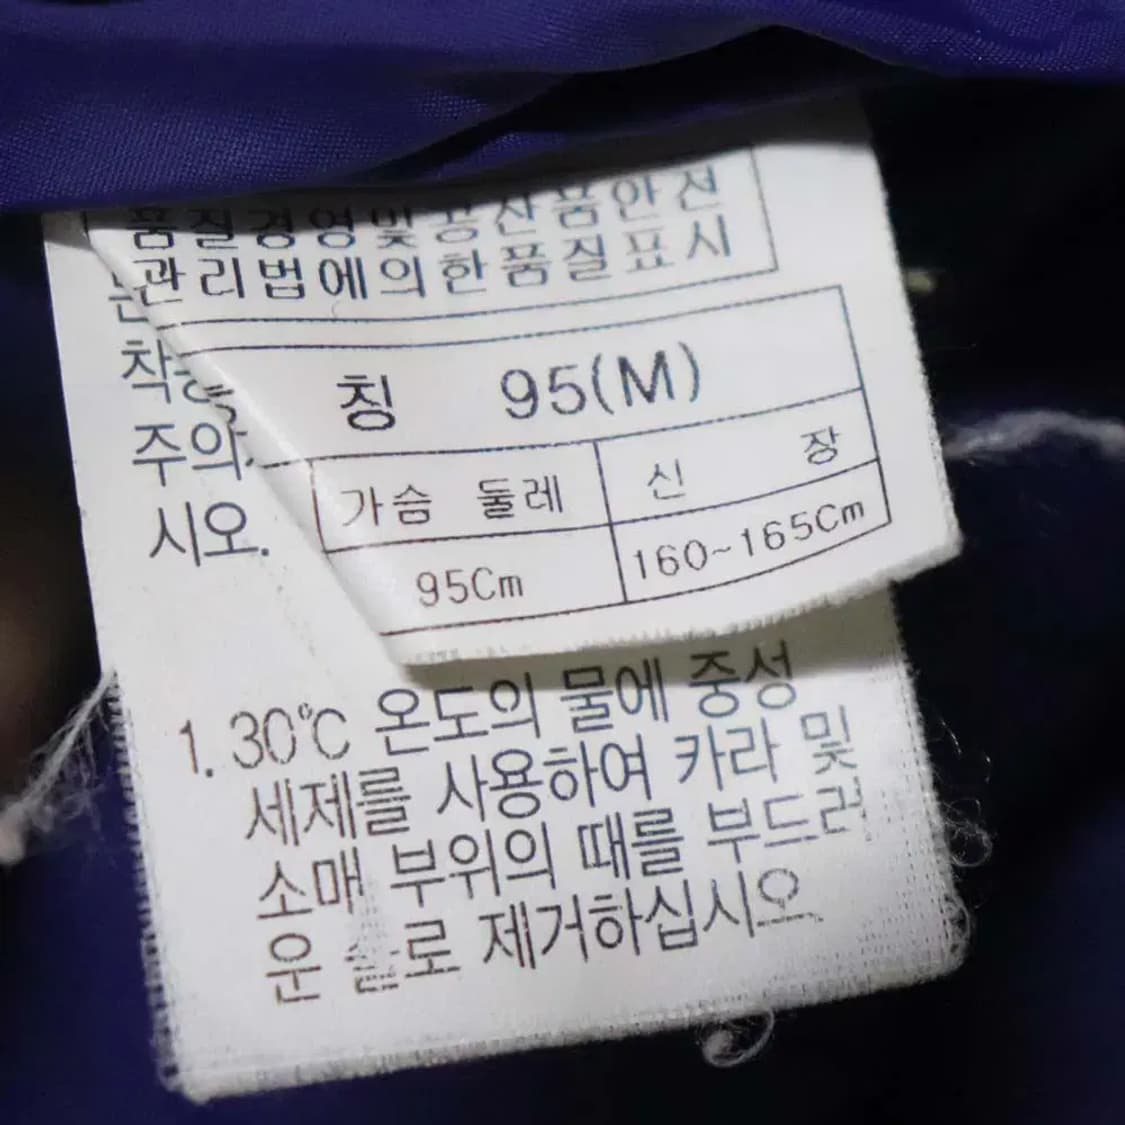 품질경영및공산품안전
관리법에의한품질표시
칭 95(M)
가슴 둘레 신 장
95Cm 160~165Cm
주의
시오.
1. 30℃ 온도의 물에 중성
세제를 사용하여 카라 및
소매 부위의 때를 부드러
운 솔로 제거하십시오.